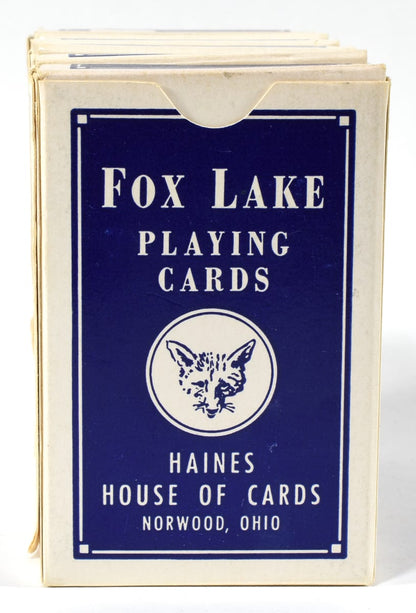 FOX LAKE
PLAYING
CARDS
HAINES
HOUSE OF CARDS
NORWOOD, OHIO